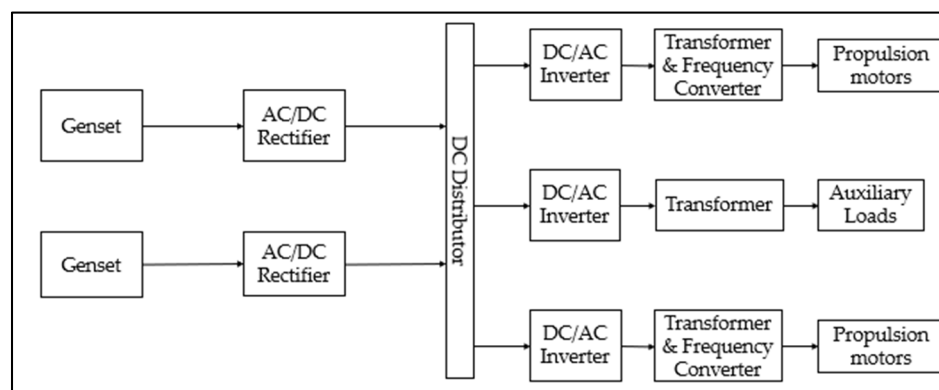 Genset
AC/DC
Rectifier
Genset
AC/DC
Rectifier
DC Distributor
DC/AC
Inverter
Transformer
& Frequency
Converter
Propulsion
motors
DC/AC
Inverter
Transformer
Auxiliary
Loads
DC/AC
Inverter
Transformer
& Frequency
Converter
Propulsion
motors